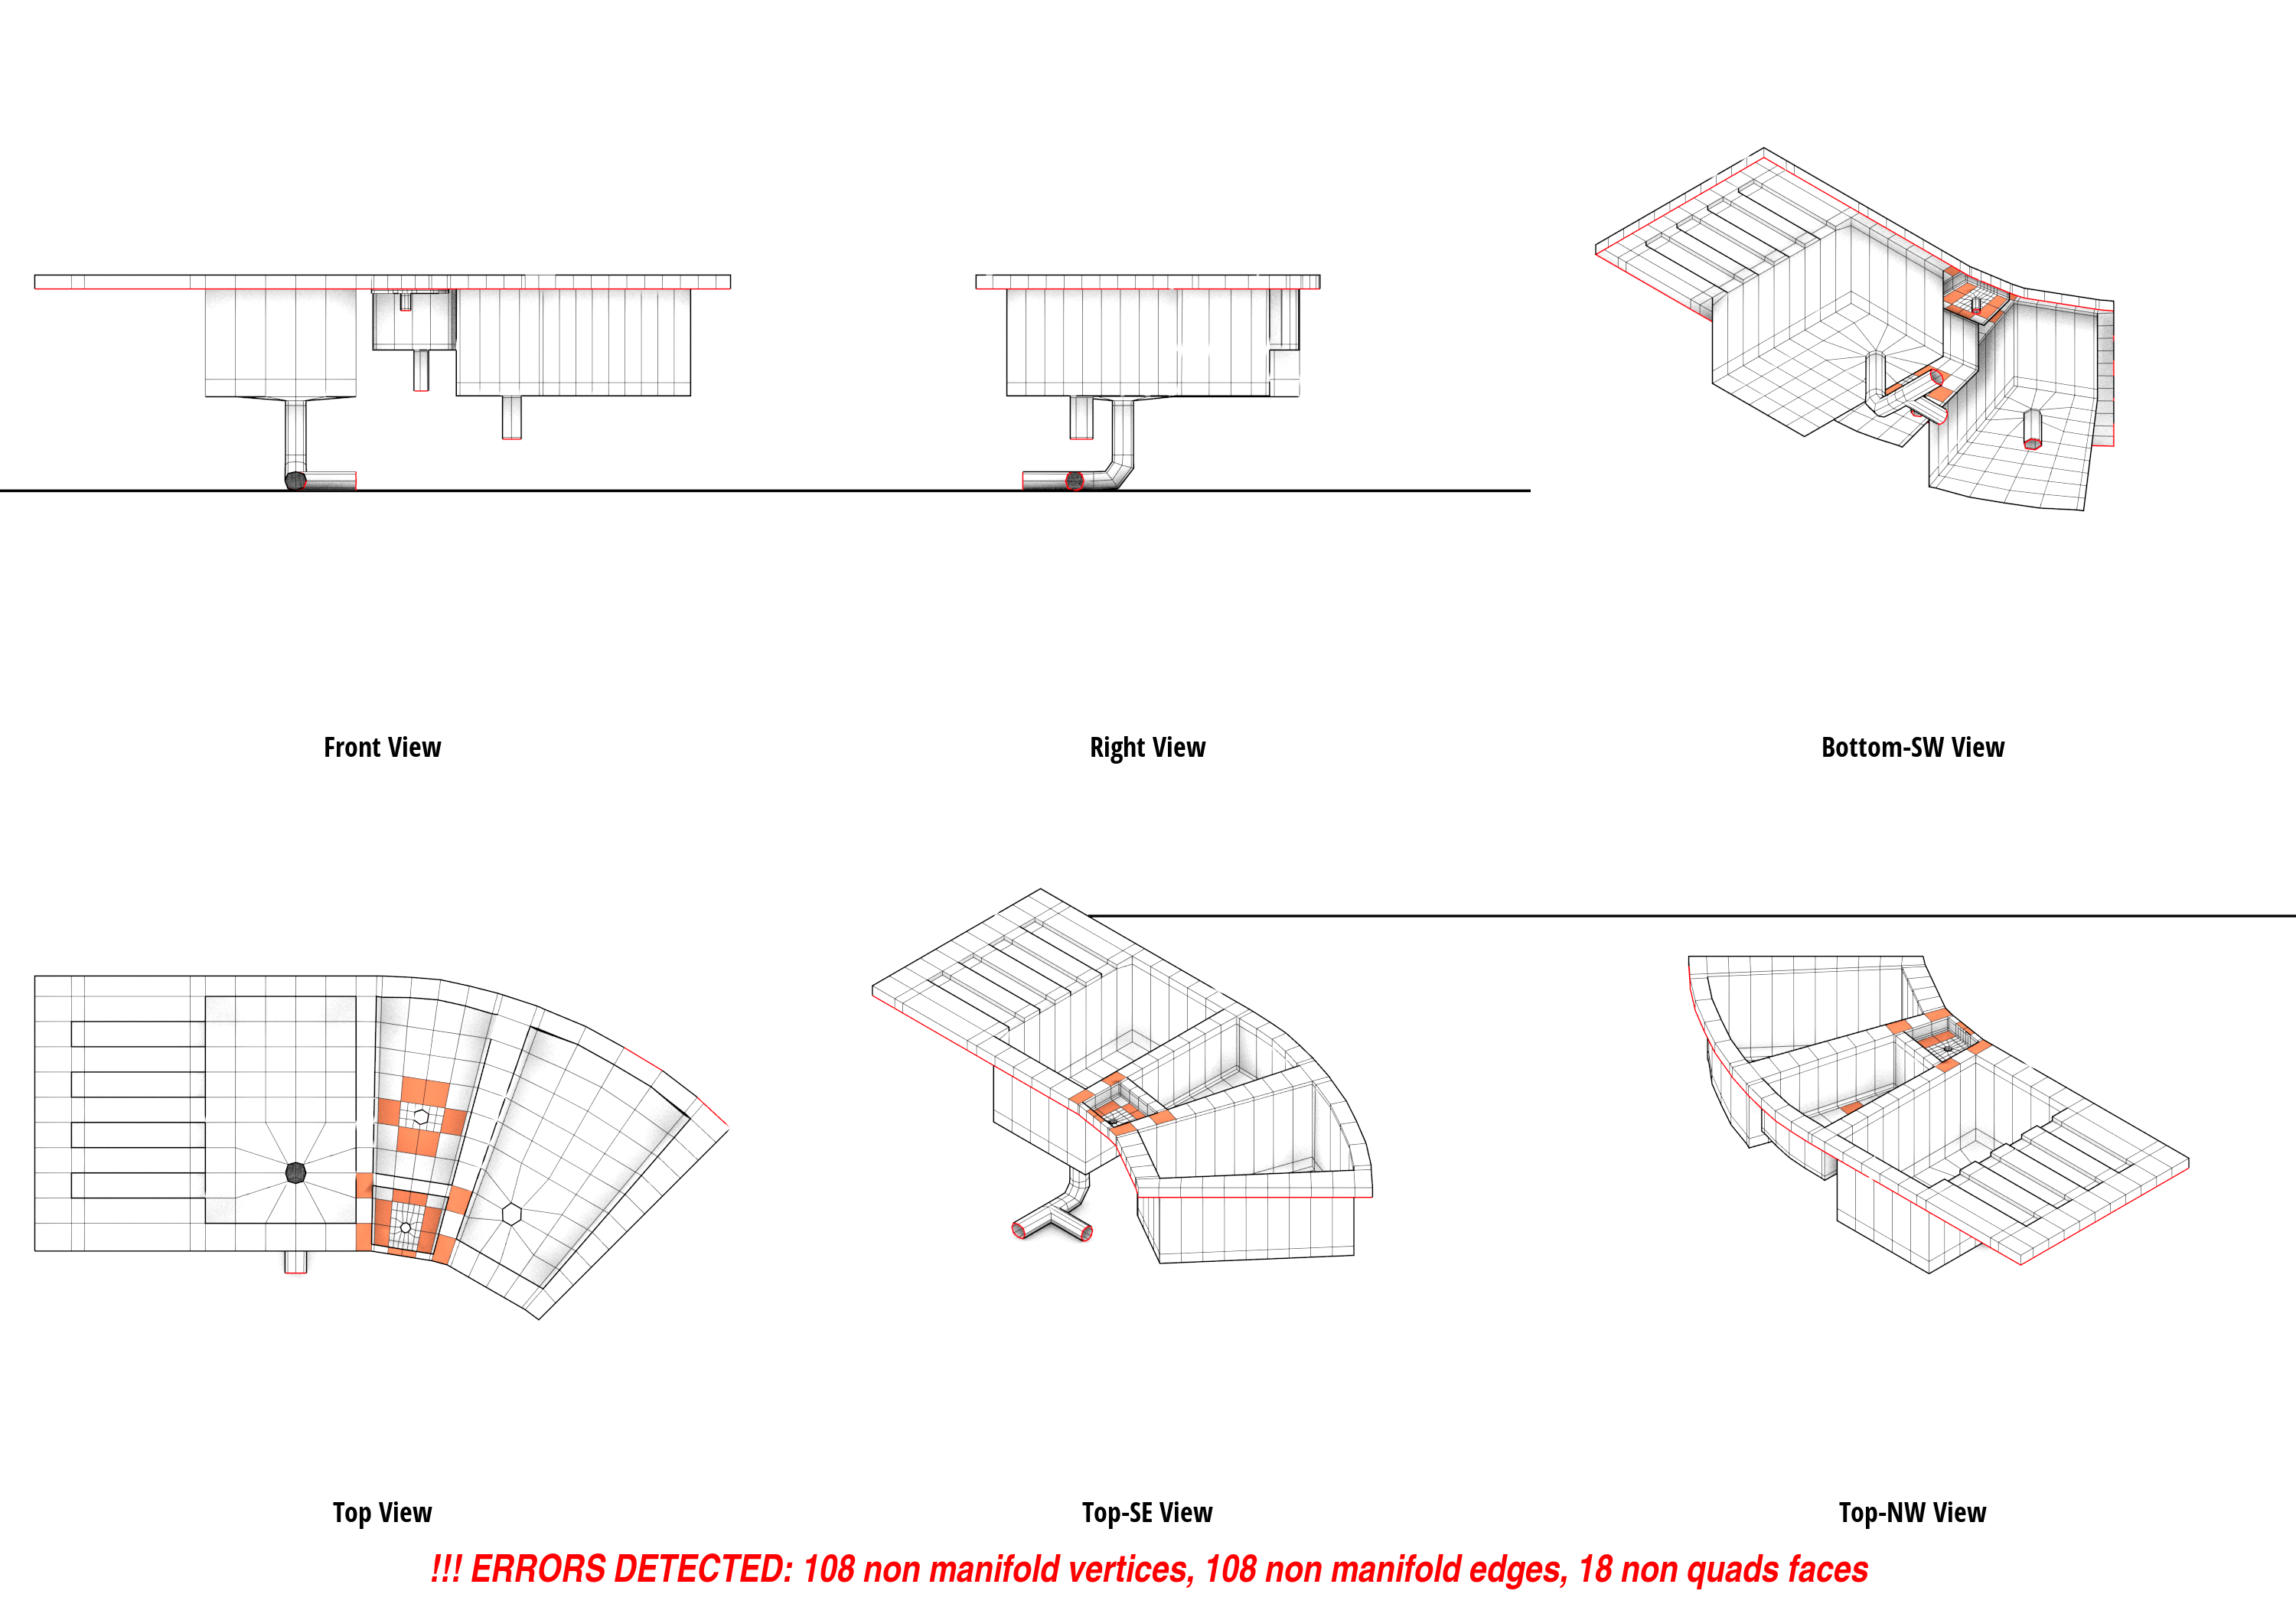 Front View
Right View
Bottom-SW View
Top View
Top-SE View
Top-NW View
!!! ERRORS DETECTED: 108 non manifold vertices, 108 non manifold edges, 18 non quads faces